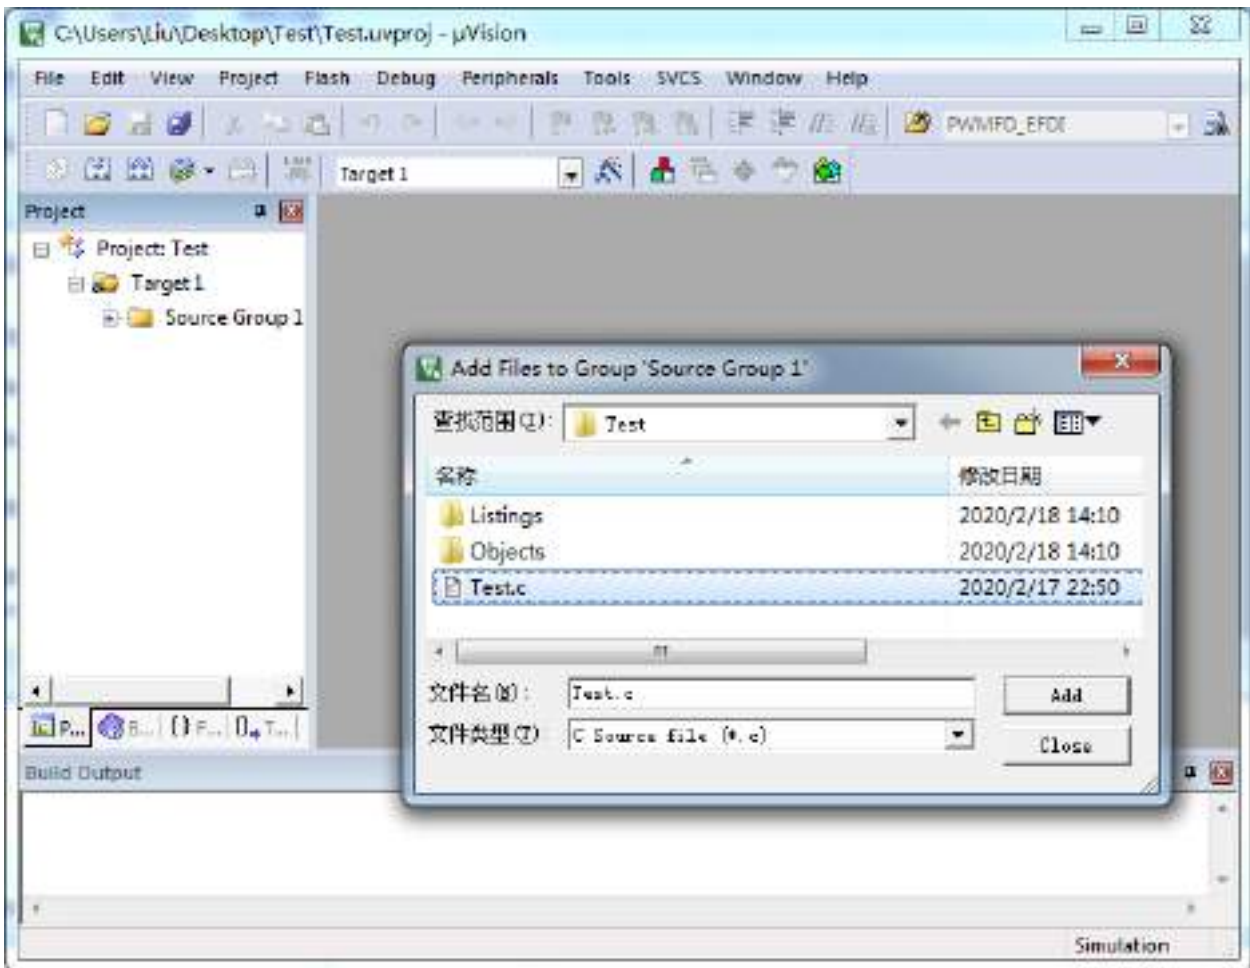 C:\Users\Liu\Desktop\Test\Test.uvproj - µVision
File Edit View Project Flash Debug Peripherals Tools SVCS Window Help
Target 1
Project
Project: Test
Target 1
Source Group 1
Add Files to Group 'Source Group 1'
查找范围(I): Test
名称 修改日期
Listings 2020/2/18 14:10
Objects 2020/2/18 14:10
Test.c 2020/2/17 22:50
文件名(N): Test.c Add
文件类型(T) C Source file (*.c) Close
P... B... {} F... 0 T...
Build Output
Simulation